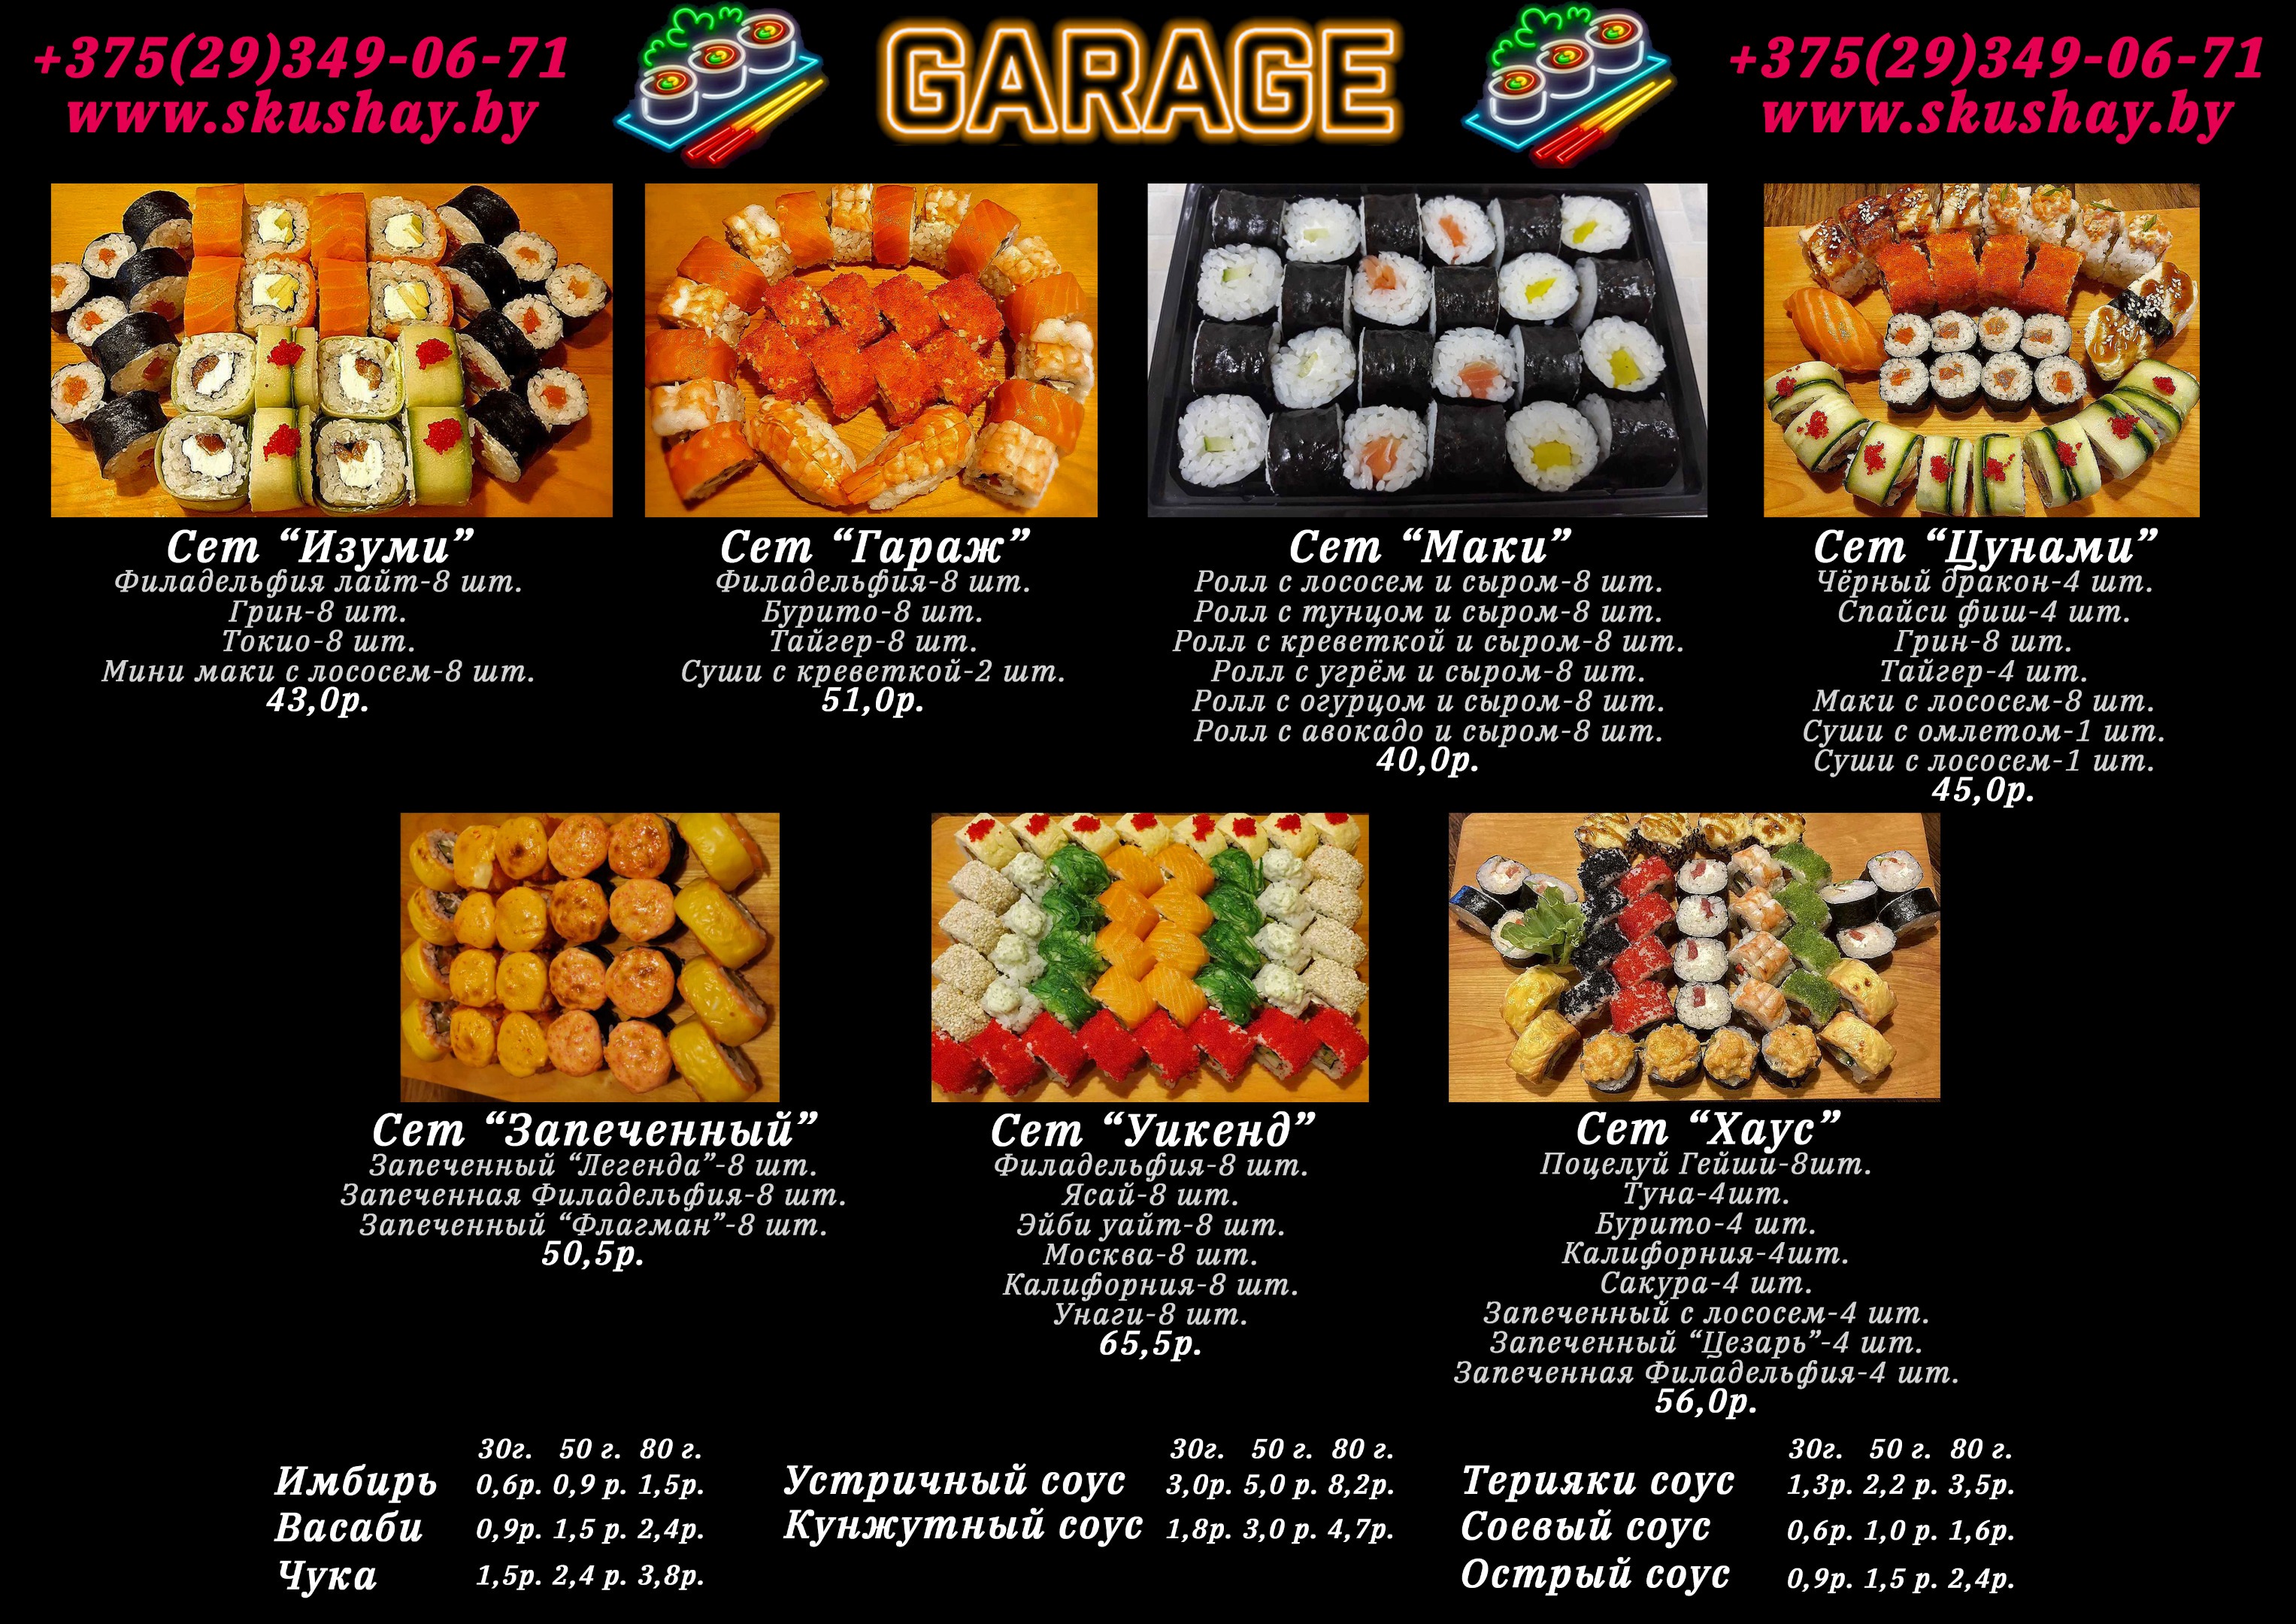 +375(29)349-06-71
www.skushay.by
GARAGE
+375(29)349-06-71
www.skushay.by
Сет “Изуми”
Филадельфия лайт-8 шт.
Грин-8 шт.
Токио-8 шт.
Мини маки с лососем-8 шт.
43,0р.
Сет “Гараж”
Филадельфия-8 шт.
Бурито-8 шт.
Тайгер-8 шт.
Суши с креветкой-2 шт.
51,0р.
Сет “Маки”
Ролл с лососем и сыром-8 шт.
Ролл с тунцом и сыром-8 шт.
Ролл с креветкой и сыром-8 шт.
Ролл с угрём и сыром-8 шт.
Ролл с огурцом и сыром-8 шт.
Ролл с авокадо и сыром-8 шт.
40,0р.
Сет “Цунами”
Чёрный дракон-4 шт.
Спайси фиш-4 шт.
Грин-8 шт.
Тайгер-4 шт.
Маки с лососем-8 шт.
Суши с омлетом-1 шт.
Суши с лососем-1 шт.
45,0р.
Сет “Запеченный”
Запеченный “Легенда”-8 шт.
Запеченная Филадельфия-8 шт.
Запеченный “Флагман”-8 шт.
50,5р.
Сет “Уикенд”
Филадельфия-8 шт.
Ясай-8 шт.
Эйби уайт-8 шт.
Москва-8 шт.
Калифорния-8 шт.
Унаги-8 шт.
65,5р.
Сет “Хаус”
Поцелуй Гейши-8шт.
Туна-4шт.
Бурито-4 шт.
Калифорния-4шт.
Сакура-4 шт.
Запеченный с лососем-4 шт.
Запеченный “Цезарь”-4 шт.
Запеченная Филадельфия-4 шт.
56,0р.
30г. 50 г. 80 г.
Имбирь 0,6р. 0,9 р. 1,5р.
Васаби 0,9р. 1,5 р. 2,4р.
Чука 1,5р. 2,4 р. 3,8р.
30г. 50 г. 80 г.
Устричный соус 3,0р. 5,0 р. 8,2р.
Кунжутный соус 1,8р. 3,0 р. 4,7р.
30г. 50 г. 80 г.
Терияки соус 1,3р. 2,2 р. 3,5р.
Соевый соус 0,6р. 1,0 р. 1,6р.
Острый соус 0,9р. 1,5 р. 2,4р.